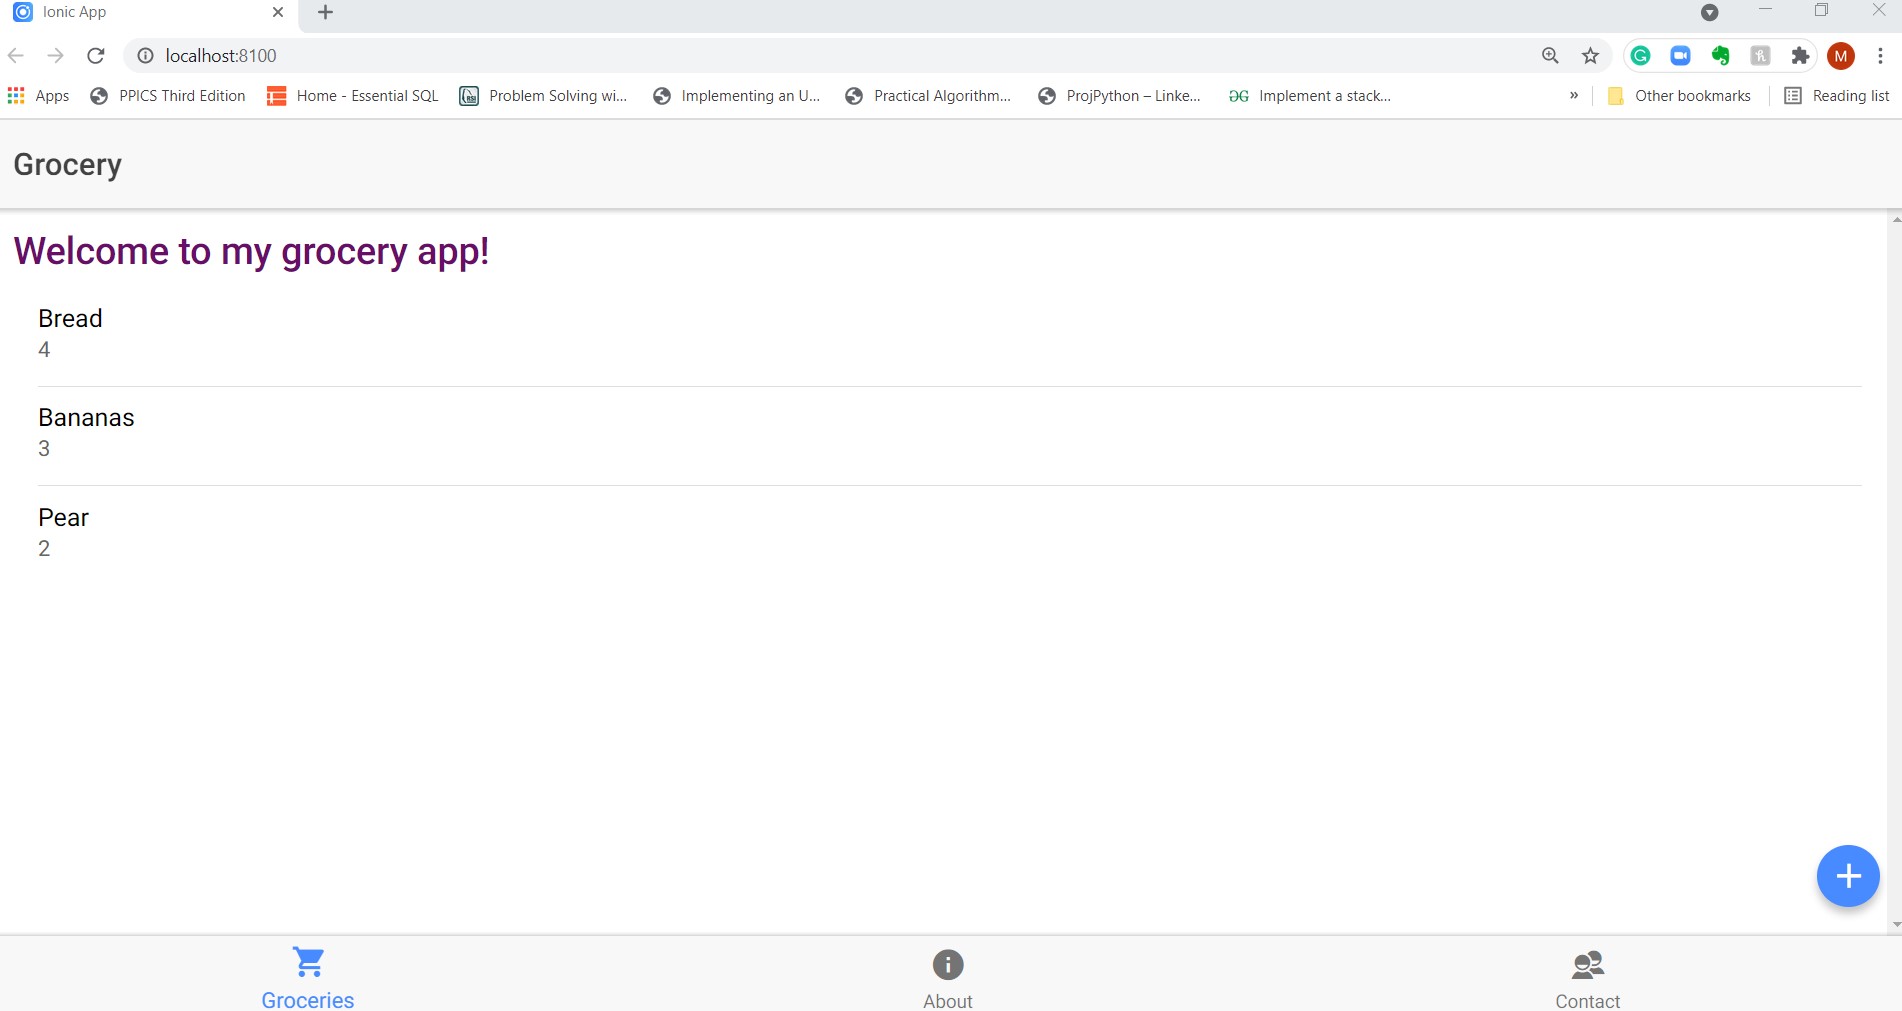 Ionic App
localhost:8100
Apps PPICS Third Edition Home - Essential SQL Problem Solving wi... Implementing an U... Practical Algorithm... ProjPython – Linke... Implement a stack... » Other bookmarks Reading list
M
Grocery
Welcome to my grocery app!
Bread
4
Bananas
3
Pear
2
Groceries About Contact